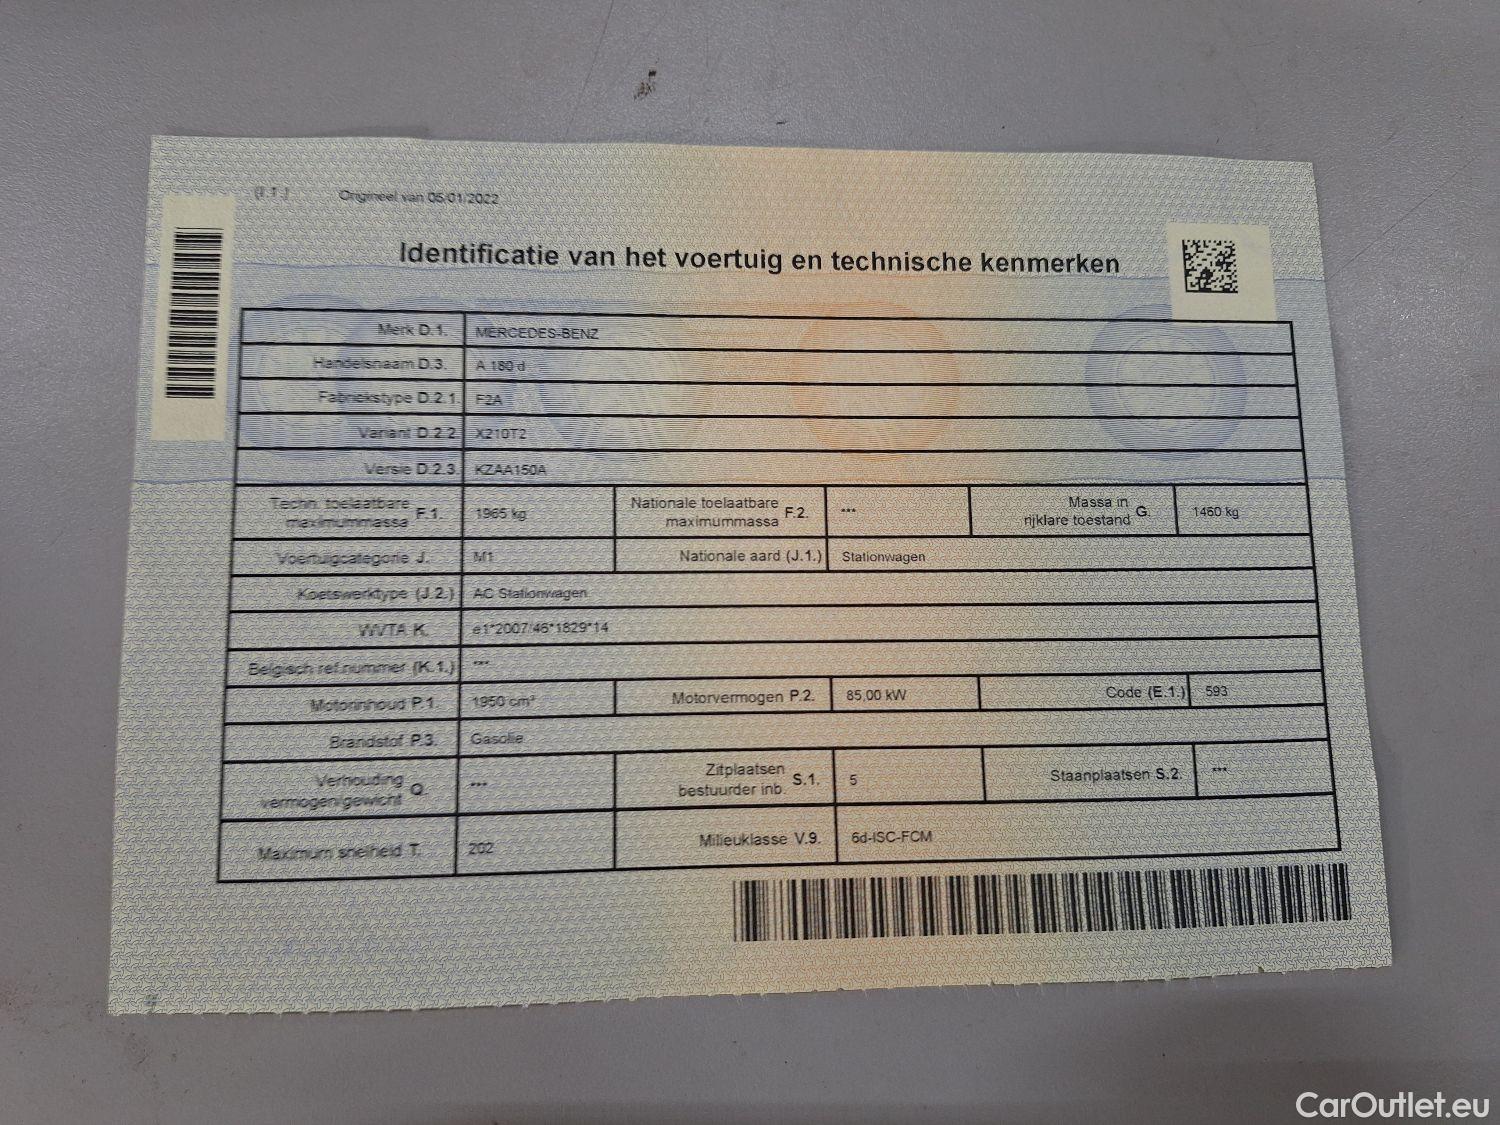 (I.1.) Origineel van 05/01/2022
Identificatie van het voertuig en technische kenmerken
Merk D.1. MERCEDES-BENZ
Handelsnaam D.3. A 180 d
Fabriekstype D.2.1. F2A
Variant D.2.2. X210T2
Versie D.2.3. KZAA150A
Techn. toelaatbare maximummassa F.1. 1965 kg Nationale toelaatbare maximummassa F.2. *** Massa in rijklare toestand G. 1460 kg
Voertuigcategorie J. M1 Nationale aard (J.1.) Stationwagen
Koetswerktype (J.2.) AC Stationwagen
WVTA K. e1*2007/46*1829*14
Belgisch ref.nummer (K.1.) ***
Motorinhoud P.1. 1950 cm³ Motorvermogen P.2. 85,00 kW Code (E.1.) 593
Brandstof P.3. Gasolie
Verhouding vermogen/gewicht Q. *** Zitplaatsen bestuurder inb. S.1. 5 Staanplaatsen S.2. ***
Maximum snelheid T. 202 Milieuklasse V.9. 6d-ISC-FCM
CarOutlet.eu